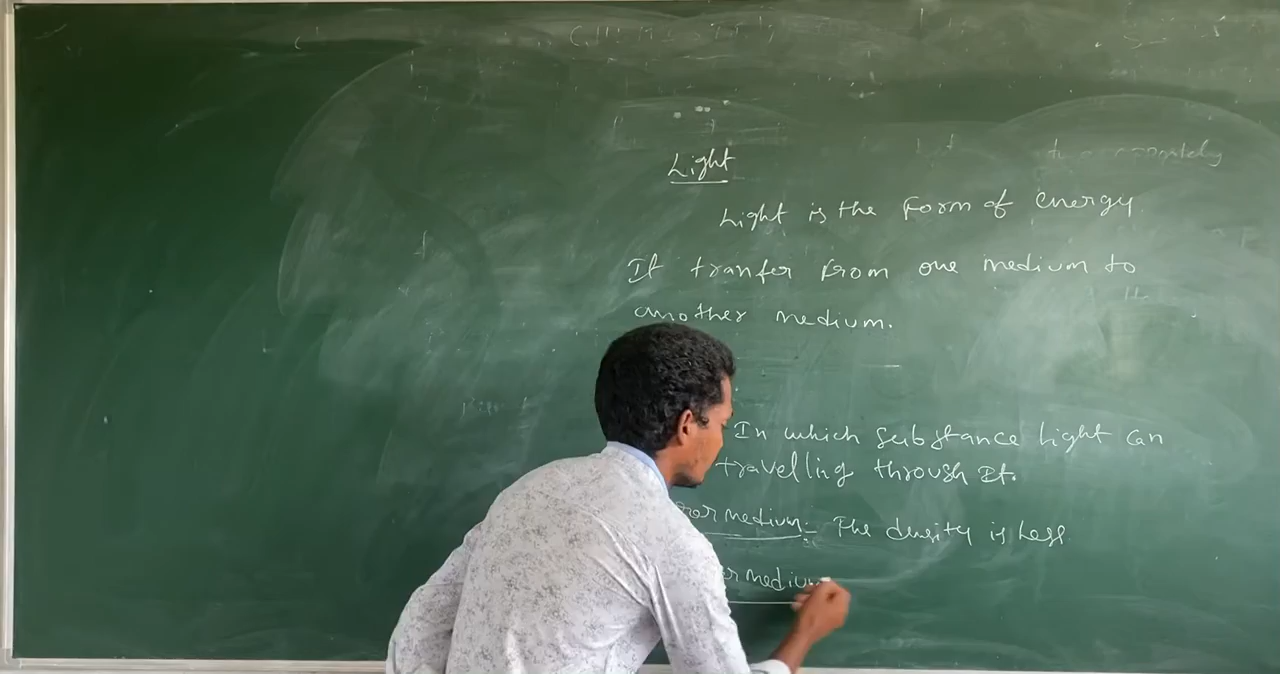 Light
Light is the form of energy
It tranfer from one medium to
another medium.
In which substance light can
travelling through It.
medium:- The density is less
medium